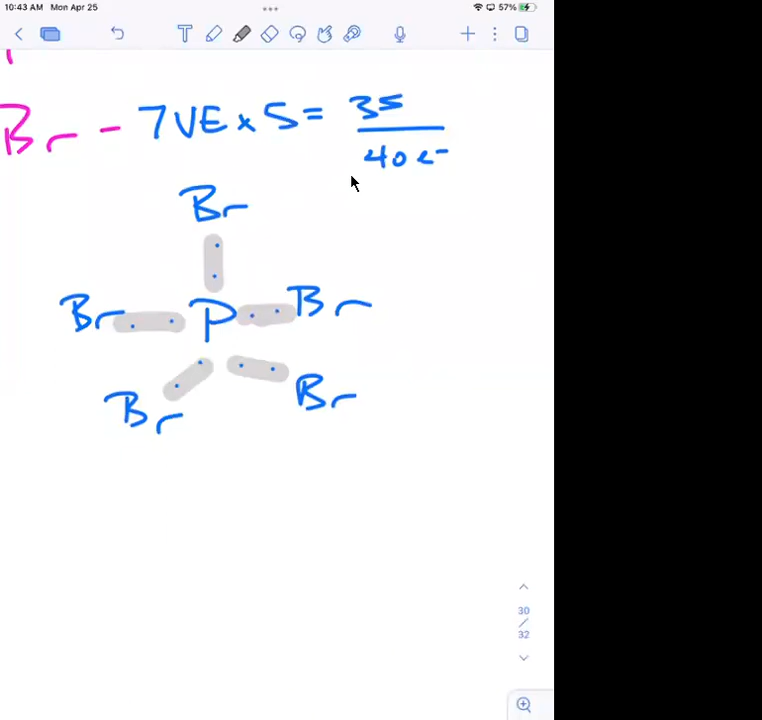 10:43 AM Mon Apr 25
57%
Br - 7VE x 5 = 35
40 e-
Br
Br P Br
Br Br
30
/
32